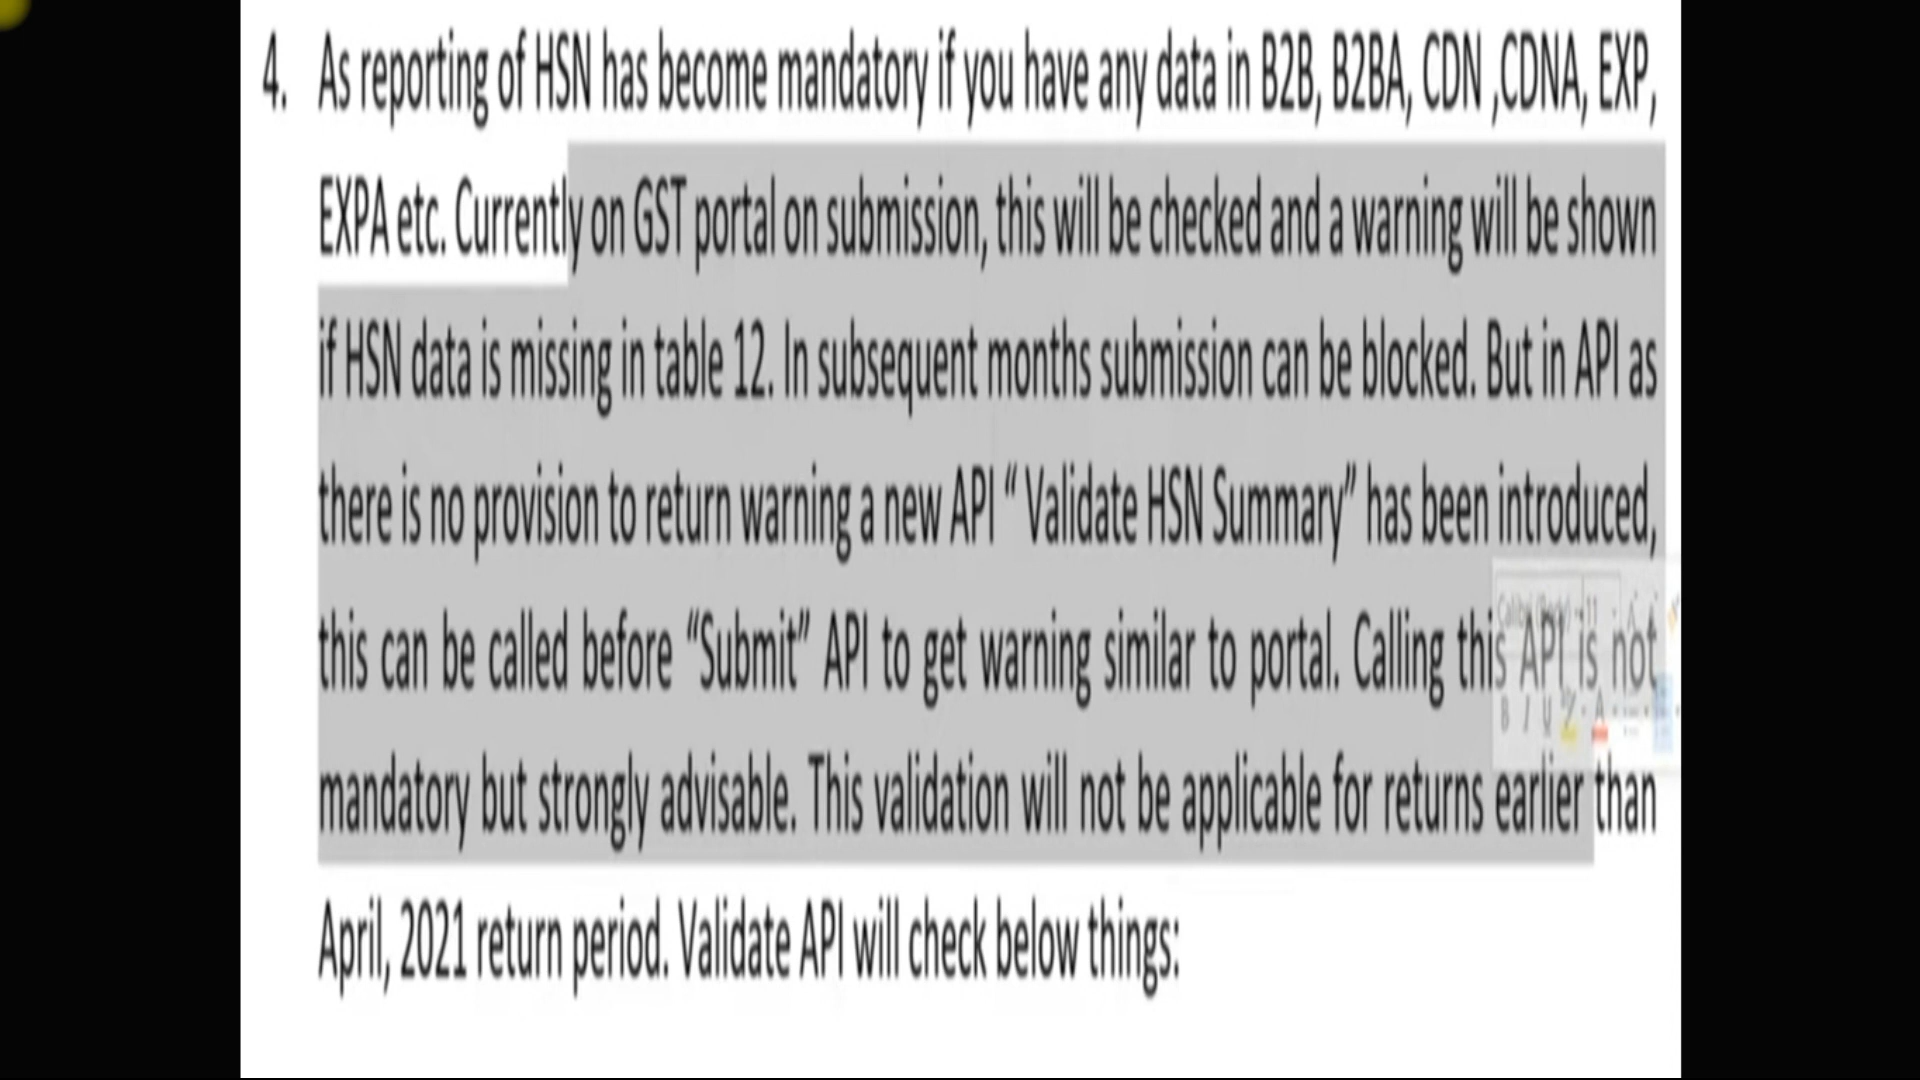 4. As reporting of HSN has become mandatory if you have any data in B2B, B2BA, CDN ,CDNA, EXP,
EXPA etc. Currently on GST portal on submission, this will be checked and a warning will be shown
if HSN data is missing in table 12. In subsequent months submission can be blocked. But in API as
there is no provision to return warning a new API “ Validate HSN Summary” has been introduced,
this can be called before “Submit” API to get warning similar to portal. Calling this API is not
mandatory but strongly advisable. This validation will not be applicable for returns earlier than
April, 2021 return period. Validate API will check below things: